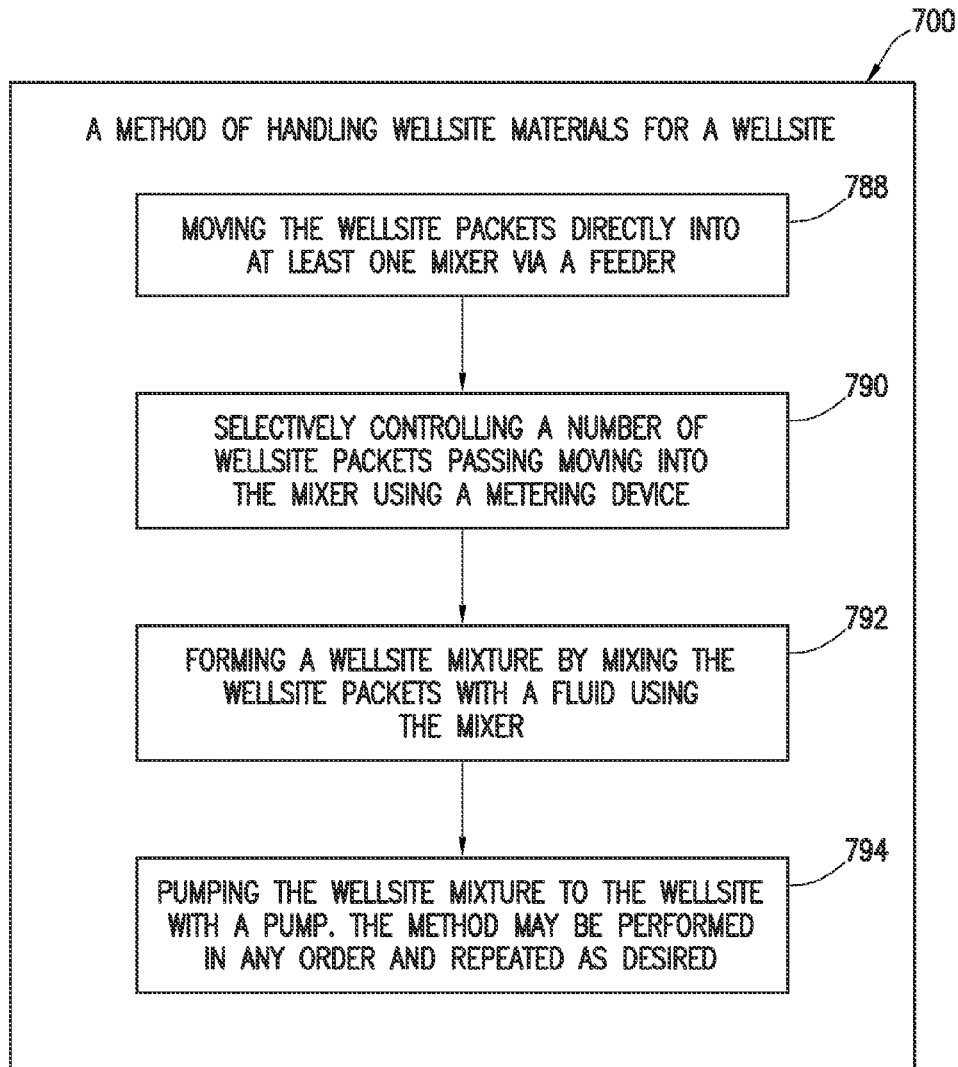 700
A METHOD OF HANDLING WELLSITE MATERIALS FOR A WELLSITE
788
MOVING THE WELLSITE PACKETS DIRECTLY INTO
AT LEAST ONE MIXER VIA A FEEDER
790
SELECTIVELY CONTROLLING A NUMBER OF
WELLSITE PACKETS PASSING MOVING INTO
THE MIXER USING A METERING DEVICE
792
FORMING A WELLSITE MIXTURE BY MIXING THE
WELLSITE PACKETS WITH A FLUID USING
THE MIXER
794
PUMPING THE WELLSITE MIXTURE TO THE WELLSITE
WITH A PUMP. THE METHOD MAY BE PERFORMED
IN ANY ORDER AND REPEATED AS DESIRED